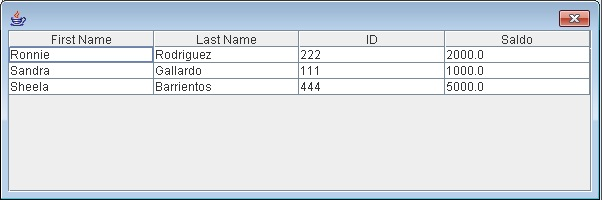 First Name Last Name ID Saldo
Ronnie Rodriguez 222 2000.0
Sandra Gallardo 111 1000.0
Sheela Barrientos 444 5000.0